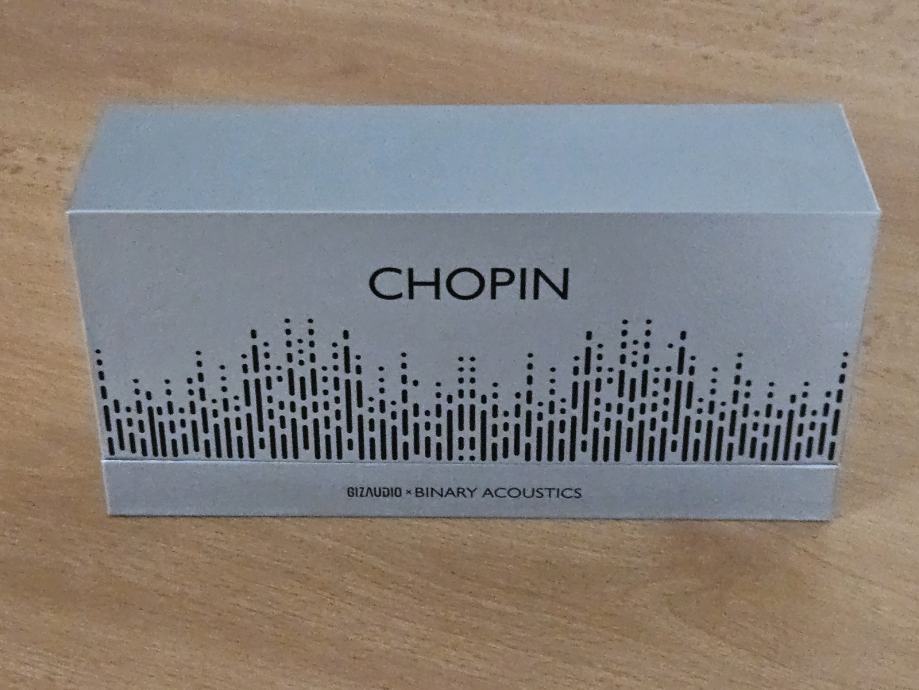 CHOPIN
GIZAUDIO × BINARY ACOUSTICS